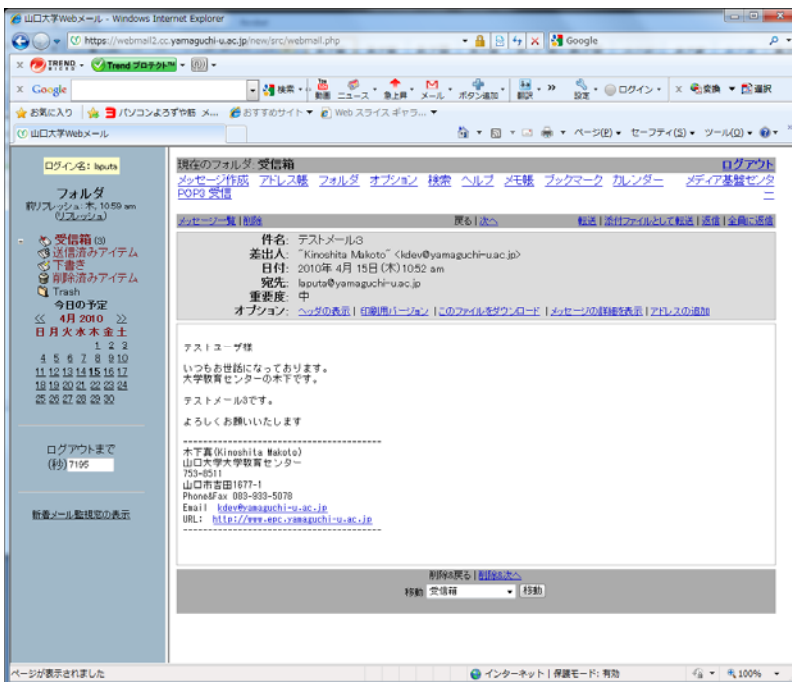 山口大学Webメール - Windows Internet Explorer
https://webmail2.cc.yamaguchi-u.ac.jp/new/src/webmail.php
Google
TREND MICRO
Trend プロテクト
Google
検索
動画
ニュース
急上昇
メール
ボタン追加
翻訳
設定
ログイン
変換
選択
お気に入り
パソコンよろずや筋 メ...
おすすめサイト
Web スライス ギャラ...
山口大学Webメール
ページ(P)
セーフティ(S)
ツール(O)
ログイン名: laputa
フォルダ
前リフレッシュ: 木, 10:59 am
(リフレッシュ)
受信箱 (3)
送信済みアイテム
下書き
削除済みアイテム
Trash
今日の予定
<< 4月 2010 >>
日 月 火 水 木 金 土
1 2 3
4 5 6 7 8 9 10
11 12 13 14 15 16 17
18 19 20 21 22 23 24
25 26 27 28 29 30
ログアウトまで
(秒) 7195
新着メール監視窓の表示
現在のフォルダ: 受信箱 ログアウト
メッセージ作成 アドレス帳 フォルダ オプション 検索 ヘルプ メモ帳 ブックマーク カレンダー メディア基盤センター
POP3 受信
メッセージ一覧 | 削除 戻る | 次へ 転送 | 添付ファイルとして転送 | 返信 | 全員に返信
件名: テストメール3
差出人: "Kinoshita Makoto" <kdev@yamaguchi-u.ac.jp>
日付: 2010年 4月 15日 (木) 10:52 am
宛先: laputa@yamaguchi-u.ac.jp
重要度: 中
オプション: ヘッダの表示 | 印刷用バージョン | このファイルをダウンロード | メッセージの詳細を表示 | アドレスの追加
テストユーザ様
いつもお世話になっております。
大学教育センターの木下です。
テストメール3です。
よろしくお願いいたします
----------------------------------------
木下真(Kinoshita Makoto)
山口大学大学教育センター
753-8511
山口市吉田1677-1
Phone&Fax 083-933-5078
Email kdev@yamaguchi-u.ac.jp
URL: http://www.epc.yamaguchi-u.ac.jp
----------------------------------------
削除&戻る | 削除&次へ
移動 受信箱 移動
ページが表示されました
インターネット | 保護モード: 有効
100%